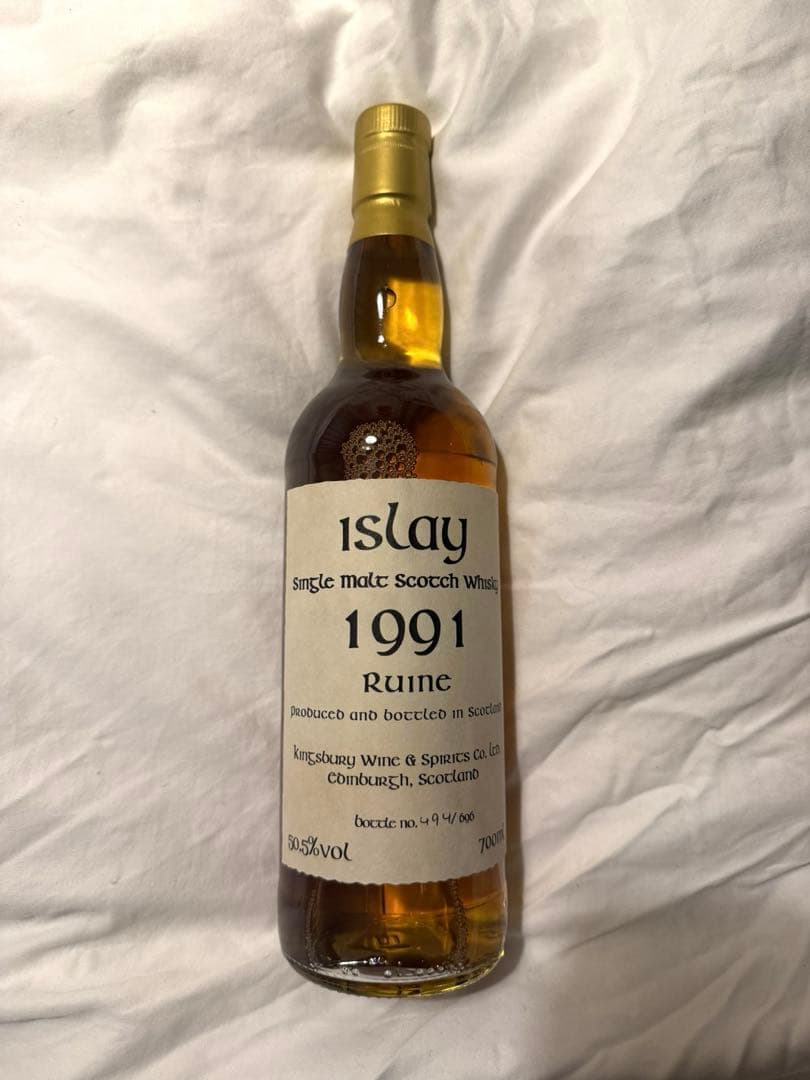 islay
Single Malt Scotch Whisky
1991
Ruine
Produced and bottled in Scotland
Kingsbury Wine & Spirits Co. Ltd.
Edinburgh, Scotland
bottle no. 494/696
50.5%vol
700ml